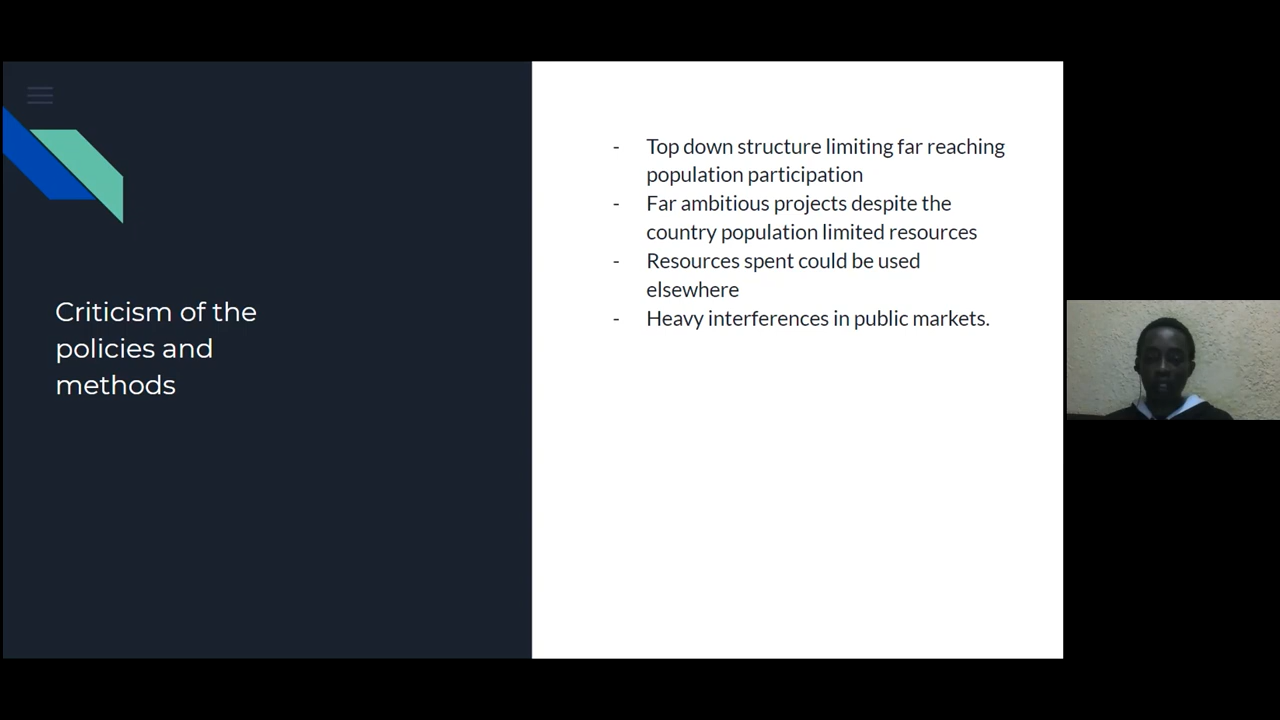 Criticism of the
policies and
methods
- Top down structure limiting far reaching
population participation
- Far ambitious projects despite the
country population limited resources
- Resources spent could be used
elsewhere
- Heavy interferences in public markets.